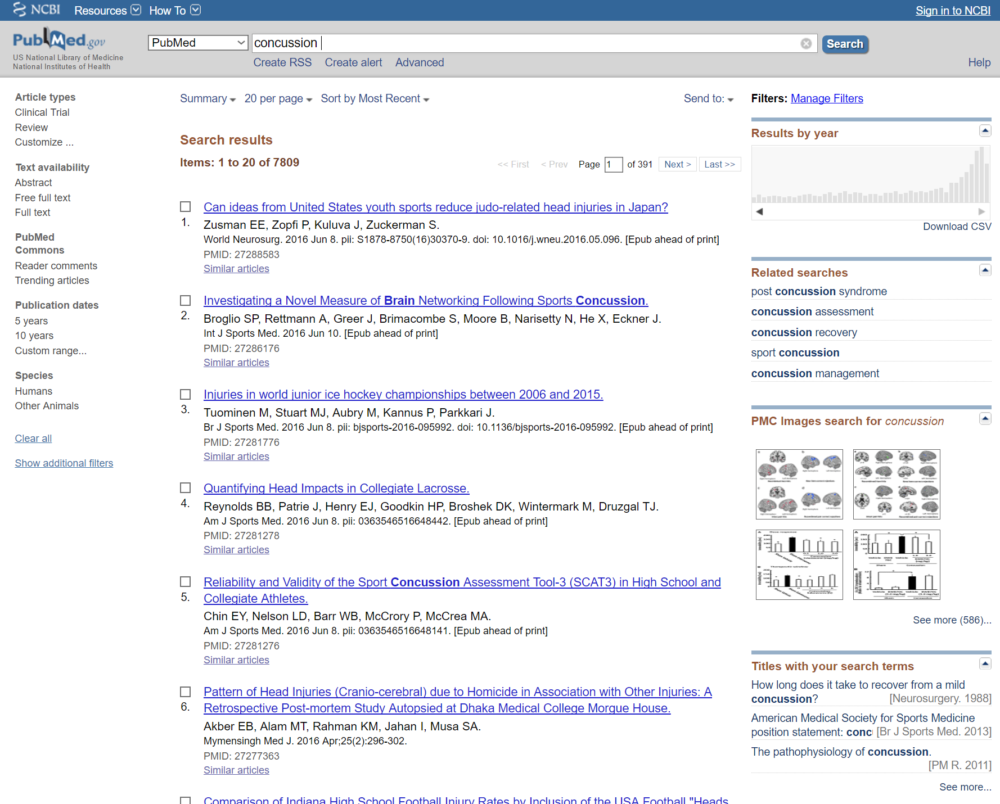 NCBI Resources How To Sign in to NCBI
PubMed.gov
US National Library of Medicine
National Institutes of Health
PubMed
concussion
Search
Create RSS Create alert Advanced
Help
Article types
Clinical Trial
Review
Customize ...
Text availability
Abstract
Free full text
Full text
PubMed
Commons
Reader comments
Trending articles
Publication dates
5 years
10 years
Custom range...
Species
Humans
Other Animals
Clear all
Show additional filters
Summary 20 per page Sort by Most Recent Send to:
Search results
Items: 1 to 20 of 7809
<< First < Prev Page 1 of 391 Next > Last >>
Can ideas from United States youth sports reduce judo-related head injuries in Japan?
1. Zusman EE, Zopfi P, Kuluva J, Zuckerman S.
World Neurosurg. 2016 Jun 8. pii: S1878-8750(16)30370-9. doi: 10.1016/j.wneu.2016.05.096. [Epub ahead of print]
PMID: 27288583
Similar articles
Investigating a Novel Measure of Brain Networking Following Sports Concussion.
2. Broglio SP, Rettmann A, Greer J, Brimacombe S, Moore B, Narisetty N, He X, Eckner J.
Int J Sports Med. 2016 Jun 10. [Epub ahead of print]
PMID: 27286176
Similar articles
Injuries in world junior ice hockey championships between 2006 and 2015.
3. Tuominen M, Stuart MJ, Aubry M, Kannus P, Parkkari J.
Br J Sports Med. 2016 Jun 8. pii: bjsports-2016-095992. doi: 10.1136/bjsports-2016-095992. [Epub ahead of print]
PMID: 27281776
Similar articles
Quantifying Head Impacts in Collegiate Lacrosse.
4. Reynolds BB, Patrie J, Henry EJ, Goodkin HP, Broshek DK, Wintermark M, Druzgal TJ.
Am J Sports Med. 2016 Jun 8. pii: 0363546516648442. [Epub ahead of print]
PMID: 27281278
Similar articles
Reliability and Validity of the Sport Concussion Assessment Tool-3 (SCAT3) in High School and
Collegiate Athletes.
5. Chin EY, Nelson LD, Barr WB, McCrory P, McCrea MA.
Am J Sports Med. 2016 Jun 8. pii: 0363546516648141. [Epub ahead of print]
PMID: 27281276
Similar articles
Pattern of Head Injuries (Cranio-cerebral) due to Homicide in Association with Other Injuries: A
Retrospective Post-mortem Study Autopsied at Dhaka Medical College Morgue House.
6. Akber EB, Alam MT, Rahman KM, Jahan I, Musa SA.
Mymensingh Med J. 2016 Apr;25(2):296-302.
PMID: 27277363
Similar articles
Comparison of Indiana High School Football Injury Rates by Inclusion of the USA Football "Heads
Filters: Manage Filters
Results by year
Download CSV
Related searches
post concussion syndrome
concussion assessment
concussion recovery
sport concussion
concussion management
PMC Images search for concussion
See more (586)...
Titles with your search terms
How long does it take to recover from a mild
concussion? [Neurosurgery. 1988]
American Medical Society for Sports Medicine
position statement: conc [Br J Sports Med. 2013]
The pathophysiology of concussion.
[PM R. 2011]
See more...